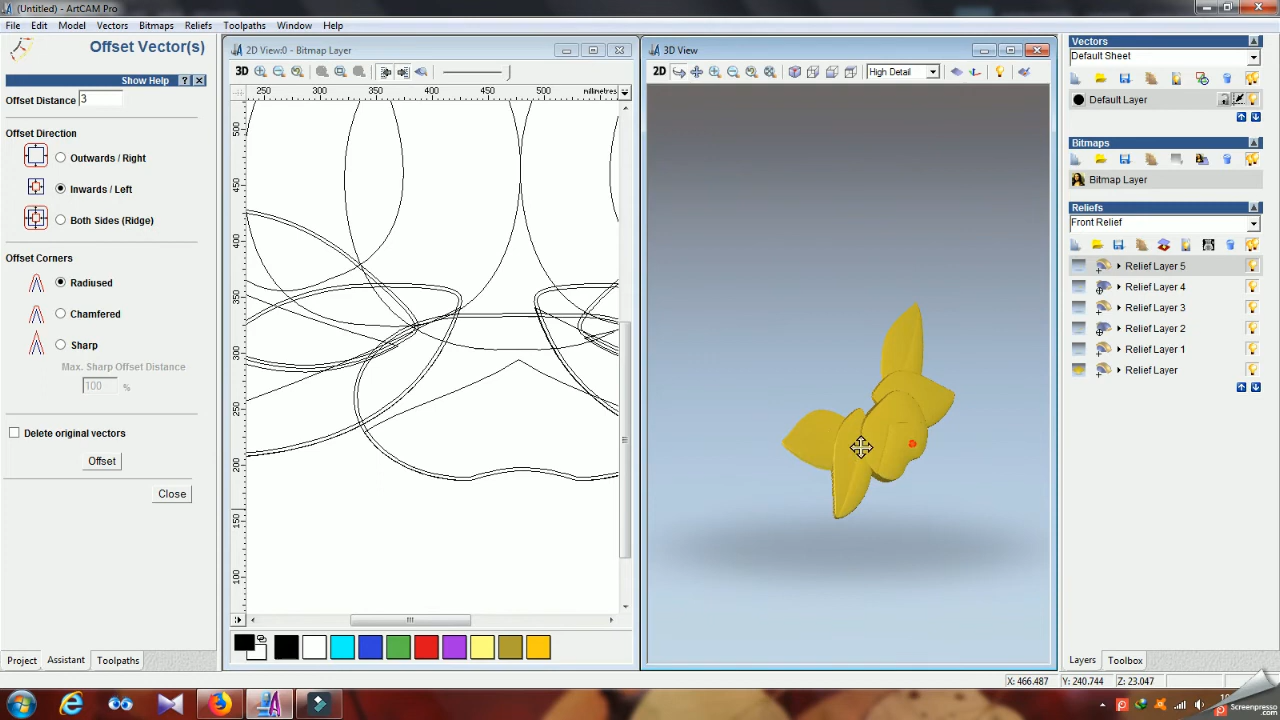 (Untitled) - ArtCAM Pro
File Edit Model Vectors Bitmaps Reliefs Toolpaths Window Help
Offset Vector(s)
Show Help ?
Offset Distance 3
Offset Direction
Outwards / Right
Inwards / Left
Both Sides (Ridge)
Offset Corners
Radiused
Chamfered
Sharp
Max. Sharp Offset Distance
100 %
Delete original vectors
Offset
Close
Project Assistant Toolpaths
2D View:0 - Bitmap Layer
3D
250 300 350 400 450 500 millimetres
500
450
400
350
300
250
200
150
100
3D View
2D High Detail
Vectors
Default Sheet
Default Layer
Bitmaps
Bitmap Layer
Reliefs
Front Relief
Relief Layer 5
Relief Layer 4
Relief Layer 3
Relief Layer 2
Relief Layer 1
Relief Layer
Layers Toolbox
X: 466.487 Y: 240.744 Z: 23.047
Screenpresso.com